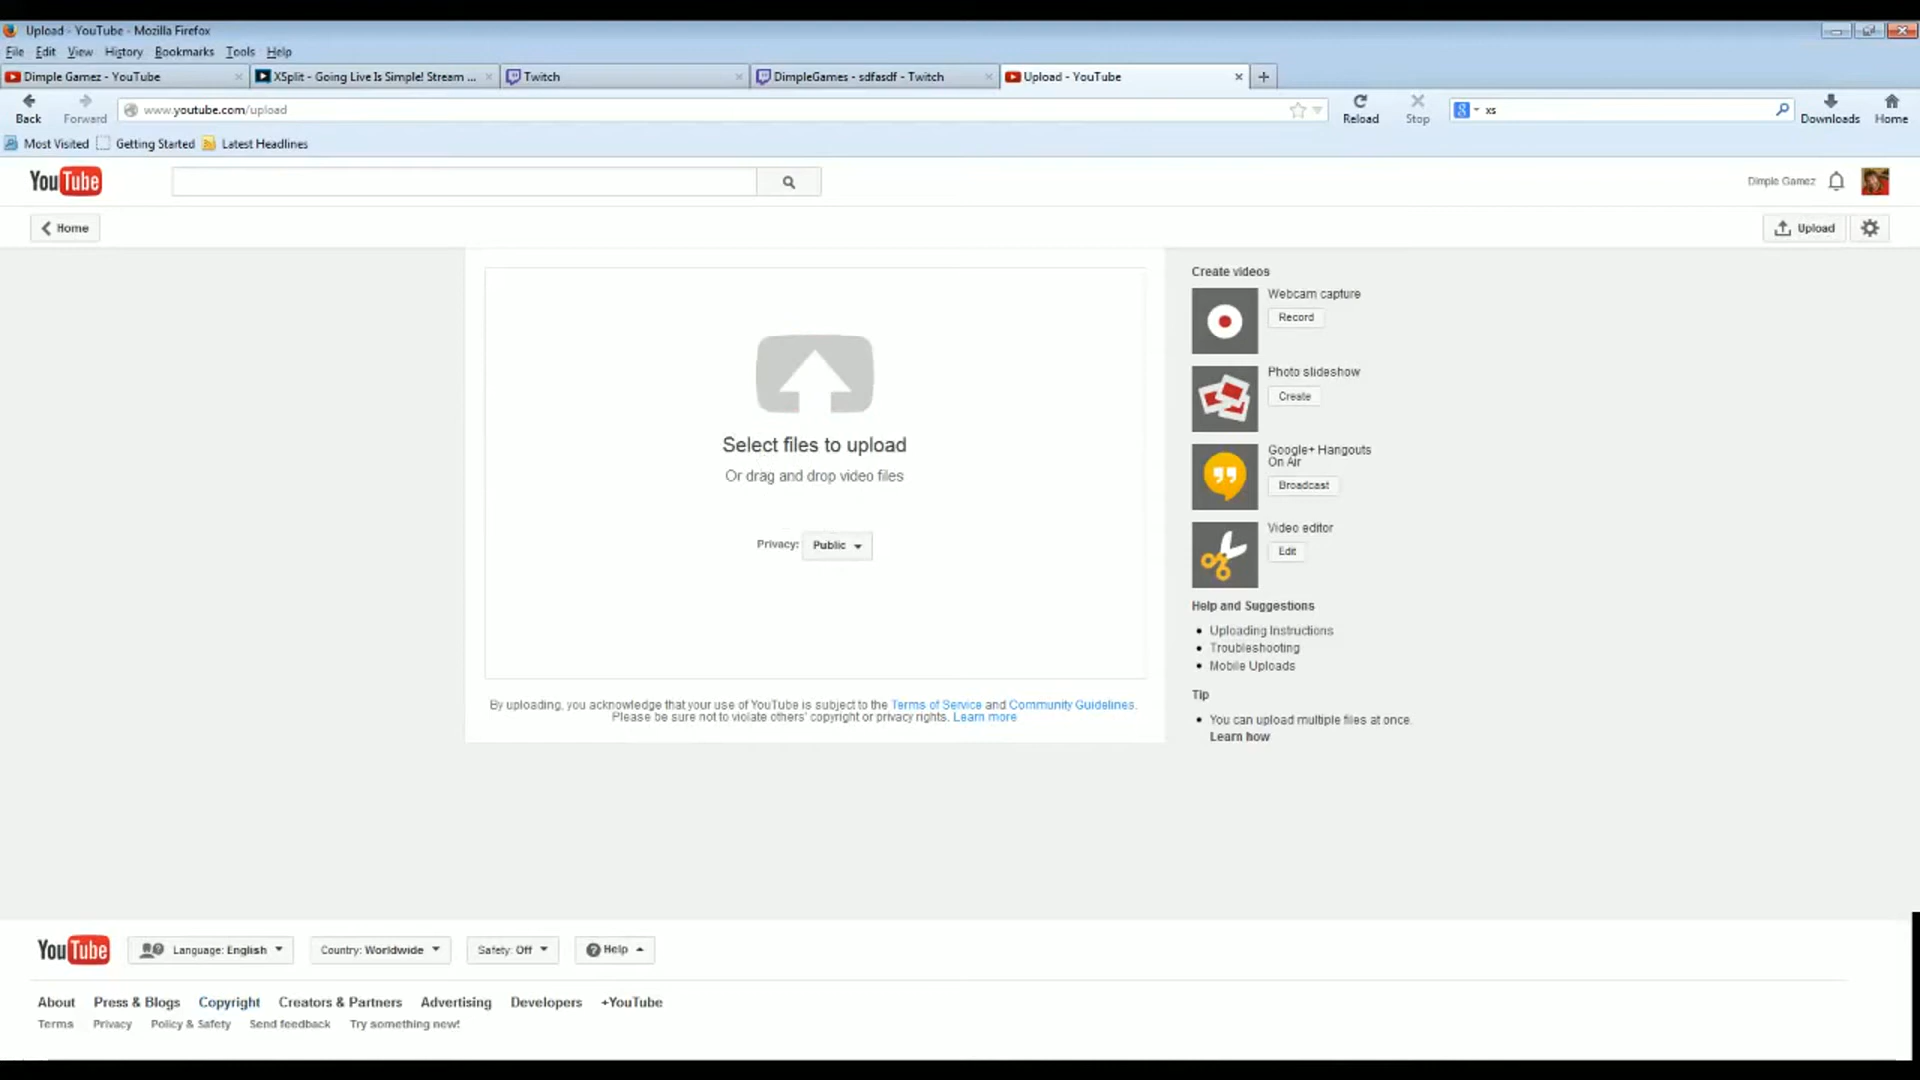 Upload - YouTube - Mozilla Firefox
File Edit View History Bookmarks Tools Help
Dimple Gamez - YouTube
XSplit - Going Live Is Simple! Stream ...
Twitch
DimpleGames - sdfasdf - Twitch
Upload - YouTube
Back Forward www.youtube.com/upload Reload Stop xs Downloads Home
Most Visited Getting Started Latest Headlines
YouTube
Dimple Gamez
Home
Upload
Select files to upload
Or drag and drop video files
Privacy: Public
By uploading, you acknowledge that your use of YouTube is subject to the Terms of Service and Community Guidelines.
Please be sure not to violate others' copyright or privacy rights. Learn more
Create videos
Webcam capture
Record
Photo slideshow
Create
Google+ Hangouts
On Air
Broadcast
Video editor
Edit
Help and Suggestions
Uploading Instructions
Troubleshooting
Mobile Uploads
Tip
You can upload multiple files at once.
Learn how
YouTube Language: English Country: Worldwide Safety: Off Help
About Press & Blogs Copyright Creators & Partners Advertising Developers +YouTube
Terms Privacy Policy & Safety Send feedback Try something new!